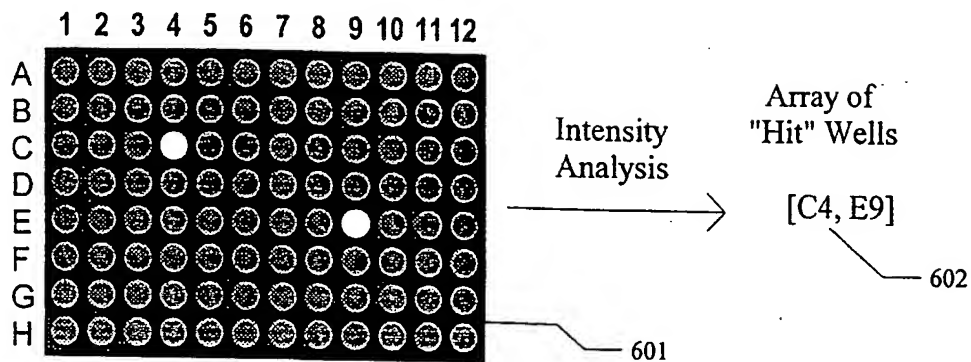 1 2 3 4 5 6 7 8 9 10 11 12
A
B
C
D
E
F
G
H
Intensity
Analysis
Array of
"Hit" Wells
[C4, E9]
602
601